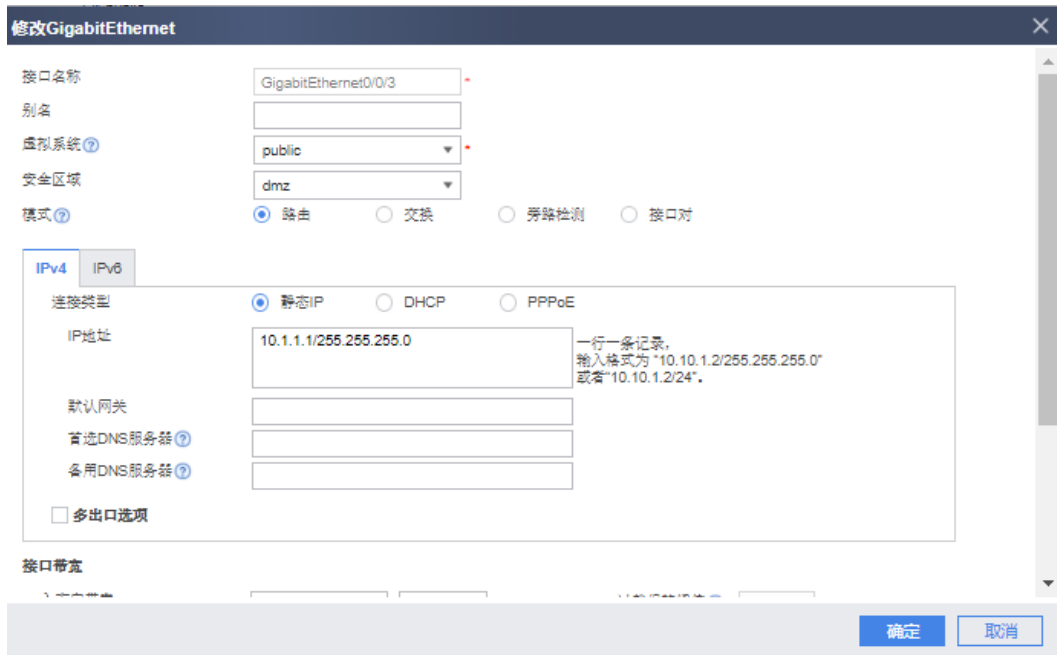 修改GigabitEthernet
接口名称 GigabitEthernet0/0/3 *
别名
虚拟系统 ? public *
安全区域 dmz
模式 ? 路由 交换 旁路检测 接口对
IPv4 IPv6
连接类型 静态IP DHCP PPPoE
IP地址 10.1.1.1/255.255.255.0
一行一条记录，
输入格式为 "10.10.1.2/255.255.255.0"
或者"10.10.1.2/24"。
默认网关
首选DNS服务器 ?
备用DNS服务器 ?
多出口选项
接口带宽
确定 取消